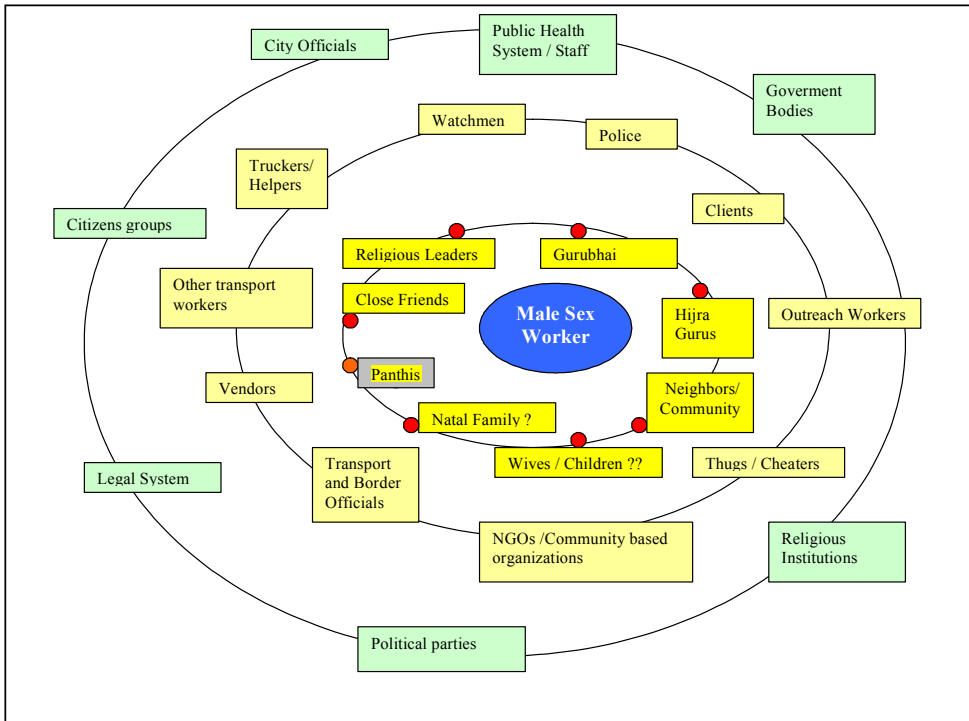 Public Health
System / Staff
City Officials
Goverment
Bodies
Watchmen
Police
Truckers/
Helpers
Clients
Citizens groups
Religious Leaders
Gurubhai
Other transport
workers
Close Friends
Male Sex
Worker
Hijra
Gurus
Outreach Workers
Panthis
Vendors
Neighbors/
Community
Natal Family ?
Wives / Children ??
Thugs / Cheaters
Legal System
Transport
and Border
Officials
NGOs /Community based
organizations
Religious
Institutions
Political parties